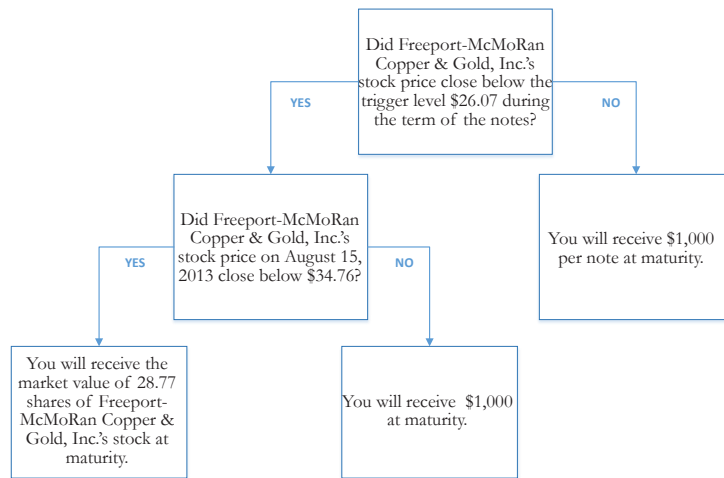 Did Freeport-McMoRan
Copper & Gold, Inc.'s
stock price close below the
trigger level $26.07 during
the term of the notes?
YES
NO
Did Freeport-McMoRan
Copper & Gold, Inc.'s
stock price on August 15,
2013 close below $34.76?
You will receive $1,000
per note at maturity.
YES
NO
You will receive the
market value of 28.77
shares of Freeport-
McMoRan Copper &
Gold, Inc.'s stock at
maturity.
You will receive $1,000
at maturity.